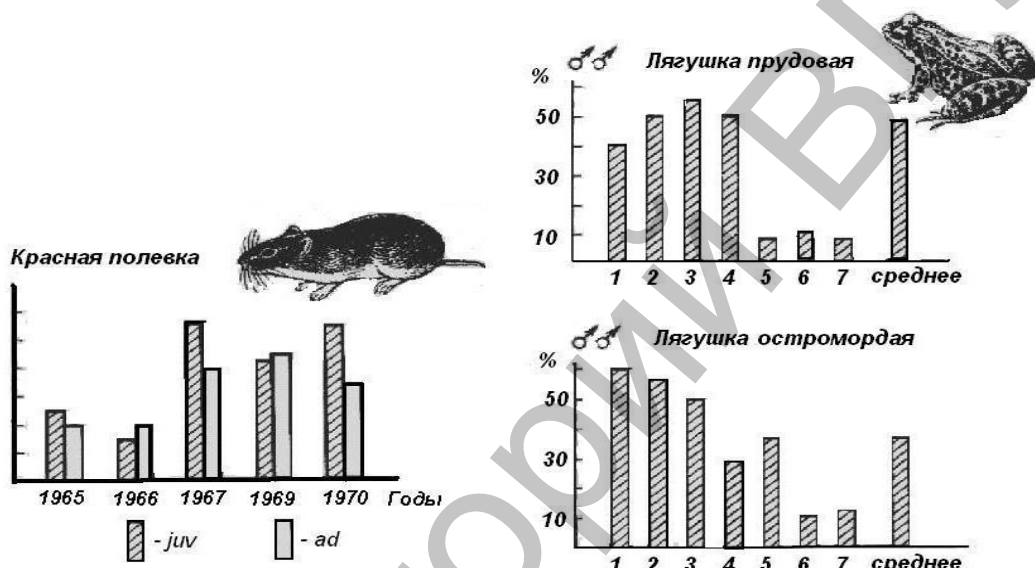 Красная полевка
1965 1966 1967 1969 1970 Годы
- juv - ad
% ♂♂ Лягушка прудовая
50
30
10
1 2 3 4 5 6 7 среднее
% ♂♂ Лягушка остромордая
50
30
10
1 2 3 4 5 6 7 среднее